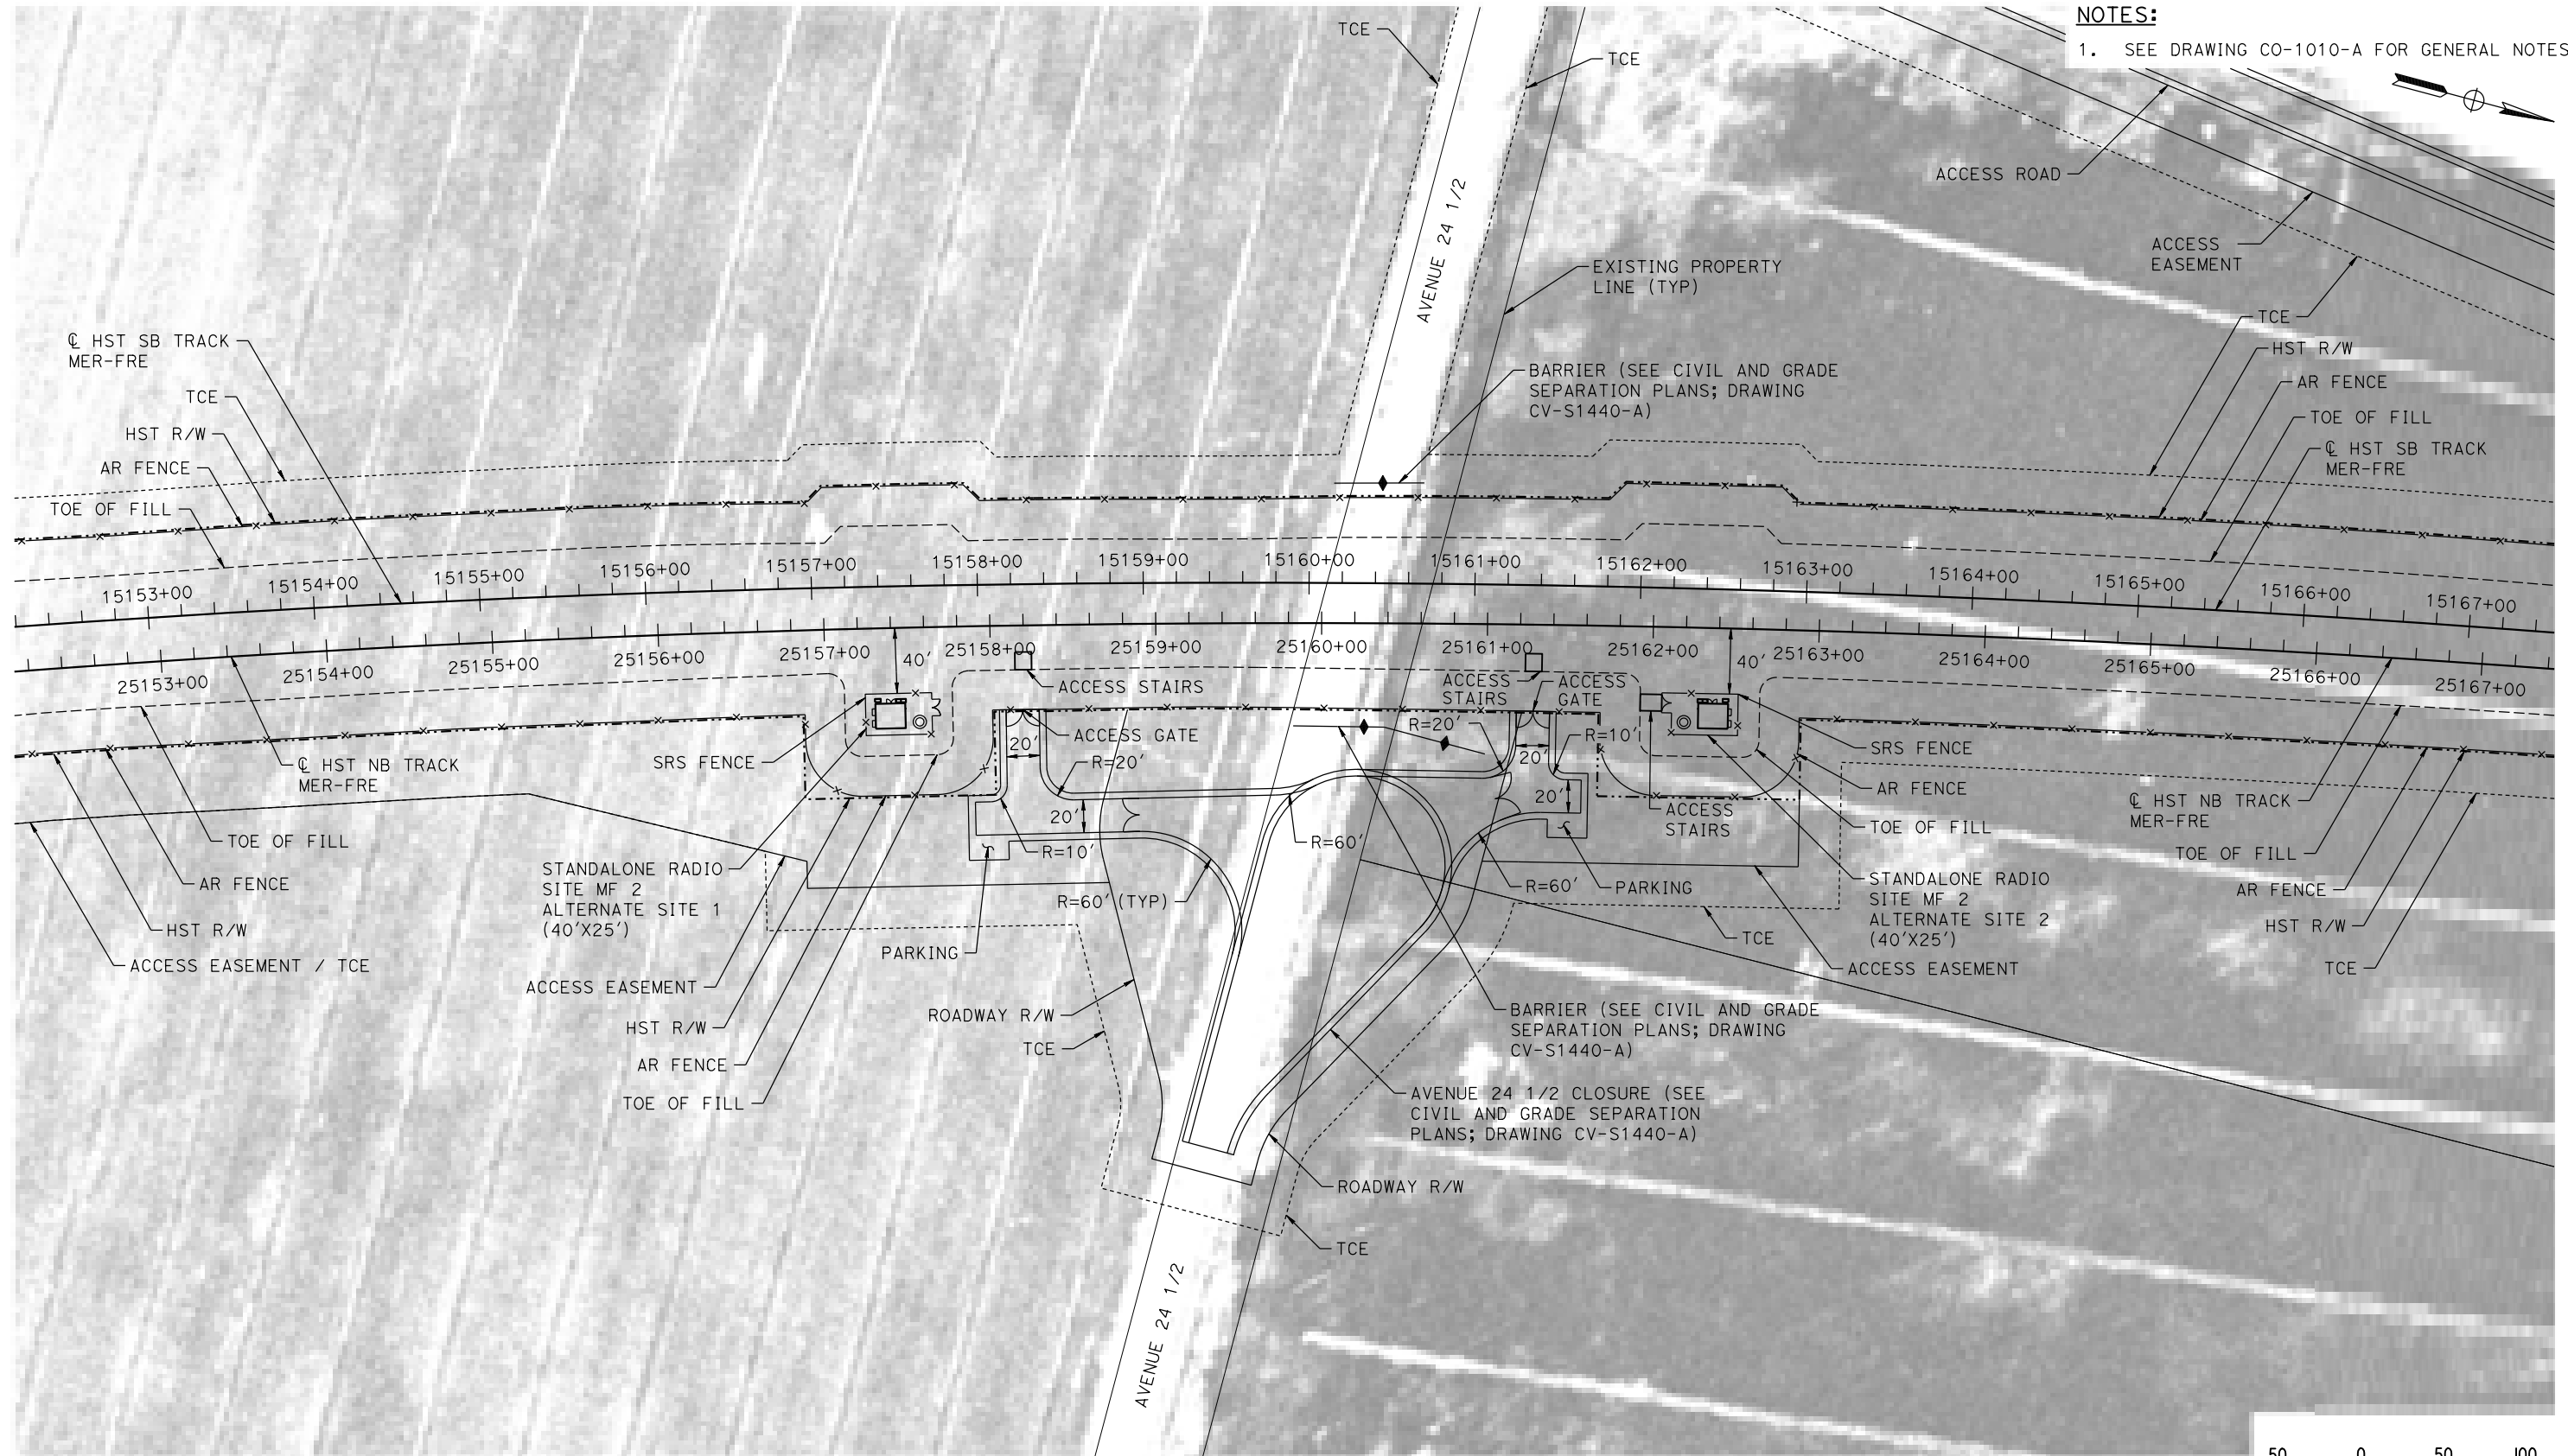 NOTES:
1. SEE DRAWING CO-1010-A FOR GENERAL NOTES
TCE
TCE
AVENUE 24 1/2
ACCESS ROAD
ACCESS
EASEMENT
EXISTING PROPERTY
LINE (TYP)
TCE
HST R/W
AR FENCE
TOE OF FILL
℄ HST SB TRACK
MER-FRE
℄ HST SB TRACK
MER-FRE
TCE
HST R/W
AR FENCE
TOE OF FILL
BARRIER (SEE CIVIL AND GRADE
SEPARATION PLANS; DRAWING
CV-S1440-A)
15153+00
15154+00
15155+00
15156+00
15157+00
15158+00
15159+00
15160+00
15161+00
15162+00
15163+00
15164+00
15165+00
15166+00
15167+00
25153+00
25154+00
25155+00
25156+00
25157+00
25158+00
25159+00
25160+00
25161+00
25162+00
25163+00
25164+00
25165+00
25166+00
25167+00
40'
40'
ACCESS STAIRS
ACCESS
STAIRS
ACCESS
GATE
ACCESS GATE
R=20'
R=10'
20'
R=20'
20'
20'
20'
R=10'
R=60'
R=60'
R=60' (TYP)
SRS FENCE
℄ HST NB TRACK
MER-FRE
TOE OF FILL
AR FENCE
HST R/W
ACCESS EASEMENT / TCE
STANDALONE RADIO
SITE MF 2
ALTERNATE SITE 1
(40'X25')
ACCESS EASEMENT
HST R/W
AR FENCE
TOE OF FILL
PARKING
ROADWAY R/W
TCE
ACCESS
STAIRS
PARKING
TCE
SRS FENCE
AR FENCE
TOE OF FILL
STANDALONE RADIO
SITE MF 2
ALTERNATE SITE 2
(40'X25')
ACCESS EASEMENT
℄ HST NB TRACK
MER-FRE
TOE OF FILL
AR FENCE
HST R/W
TCE
BARRIER (SEE CIVIL AND GRADE
SEPARATION PLANS; DRAWING
CV-S1440-A)
AVENUE 24 1/2 CLOSURE (SEE
CIVIL AND GRADE SEPARATION
PLANS; DRAWING CV-S1440-A)
ROADWAY R/W
TCE
AVENUE 24 1/2
50 0 50 100